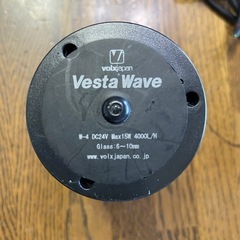 volxjapan
Vesta Wave
W-4 DC24V Max15W 4000L/H
Glass:6~10mm
www.volxjapan.co.jp